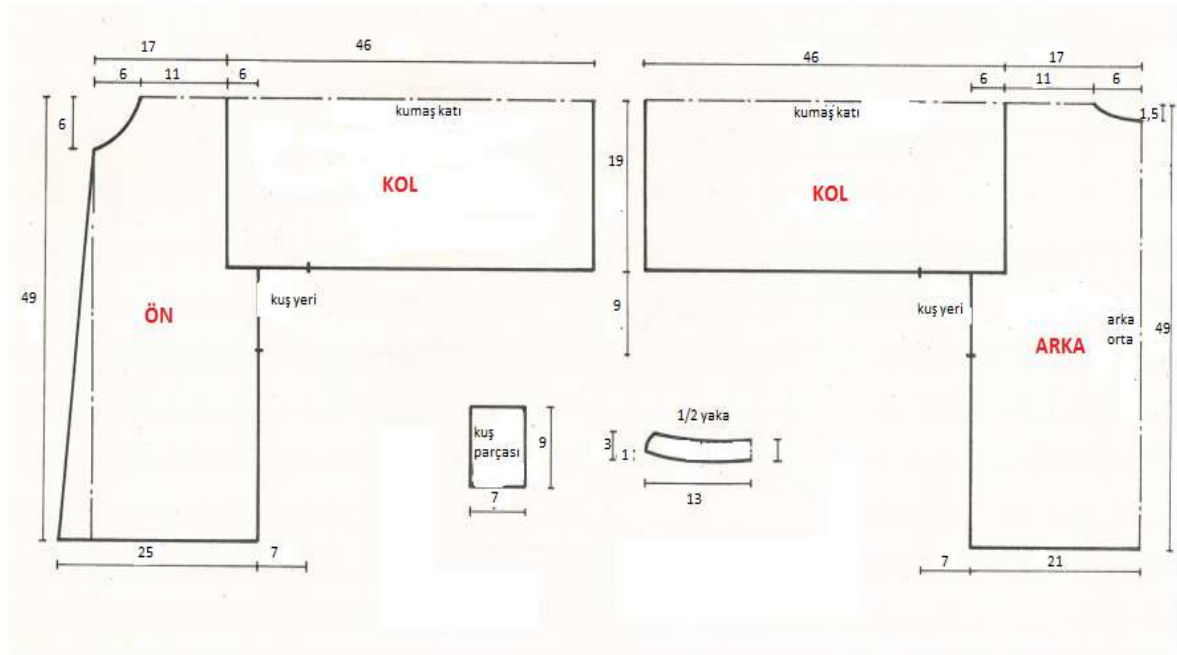 17 46
6 11 6
46 17
6 11 6
6
kumaş katı
kumaş katı
1,5
19
KOL
KOL
49
ÖN
kuş yeri
9
kuş yeri
ARKA
arka
orta
49
kuş
parçası
9
7
1/2 yaka
3
1
13
25 7
7 21